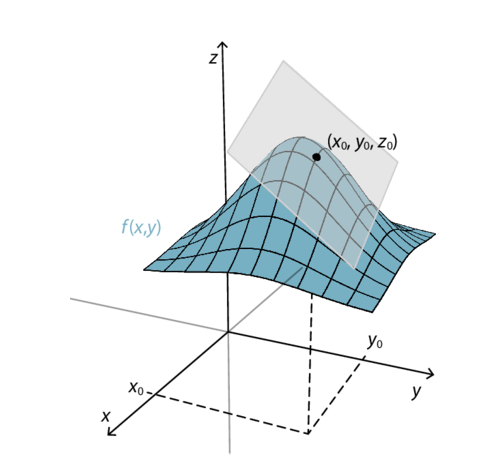 z
(x₀, y₀, z₀)
f(x,y)
y₀
x₀
x
y